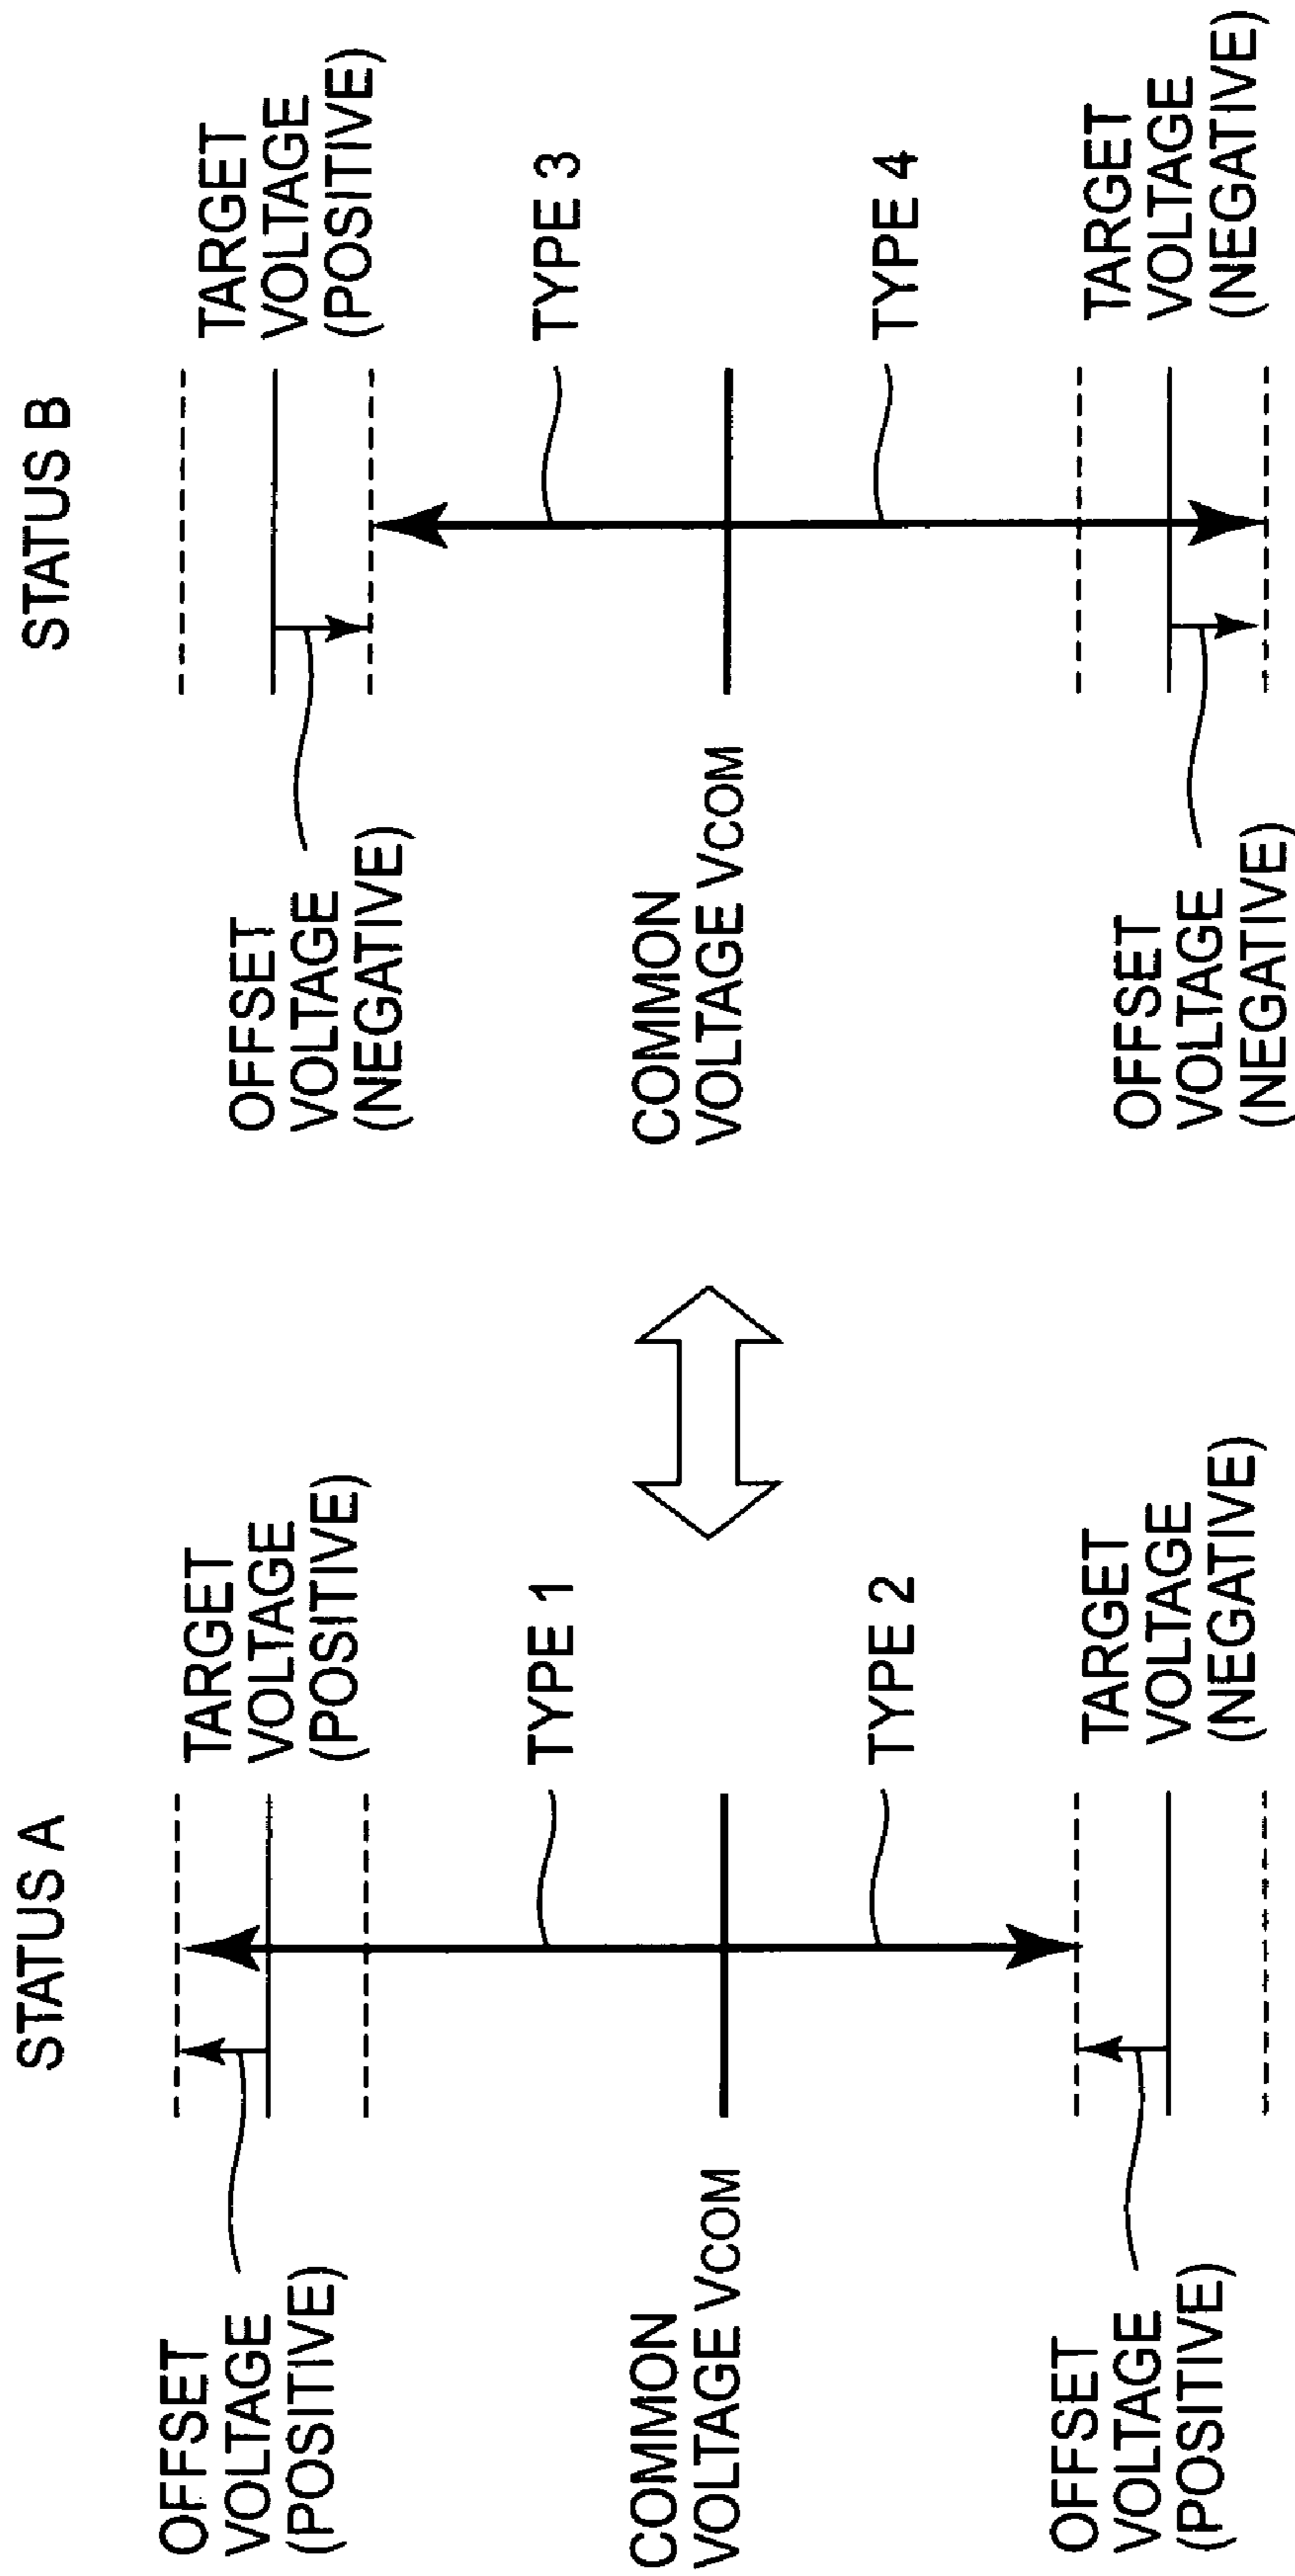 STATUS A
OFFSET
VOLTAGE
(POSITIVE)
TARGET
VOLTAGE
(POSITIVE)
TYPE 1
COMMON
VOLTAGE VCOM
TYPE 2
OFFSET
VOLTAGE
(POSITIVE)
TARGET
VOLTAGE
(NEGATIVE)
STATUS B
OFFSET
VOLTAGE
(NEGATIVE)
TARGET
VOLTAGE
(POSITIVE)
TYPE 3
COMMON
VOLTAGE VCOM
TYPE 4
OFFSET
VOLTAGE
(NEGATIVE)
TARGET
VOLTAGE
(NEGATIVE)